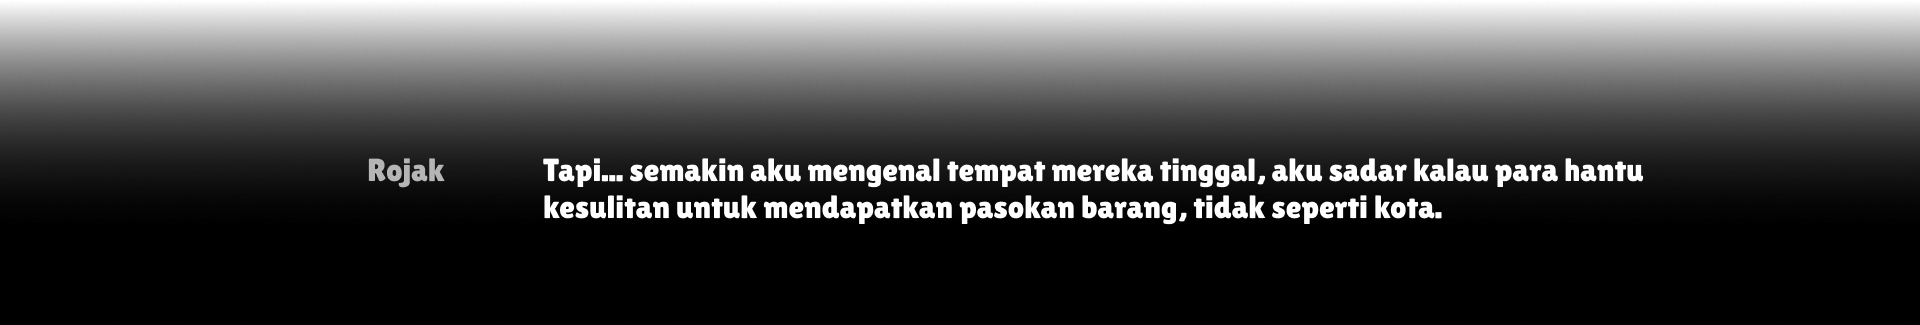 Rojak
Tapi... semakin aku mengenal tempat mereka tinggal, aku sadar kalau para hantu
kesulitan untuk mendapatkan pasokan barang, tidak seperti kota.